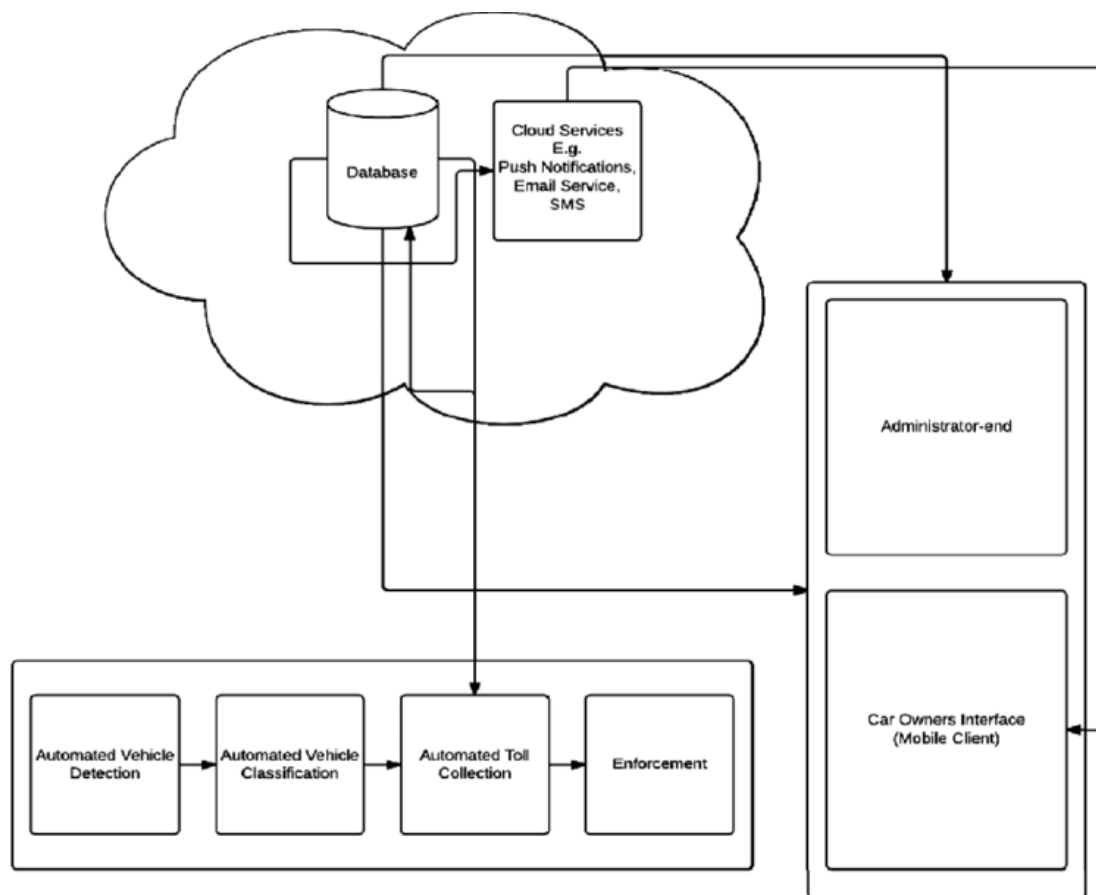 Database
Cloud Services
E.g.
Push Notifications,
Email Service,
SMS
Administrator-end
Car Owners Interface
(Mobile Client)
Automated Vehicle
Detection
Automated Vehicle
Classification
Automated Toll
Collection
Enforcement